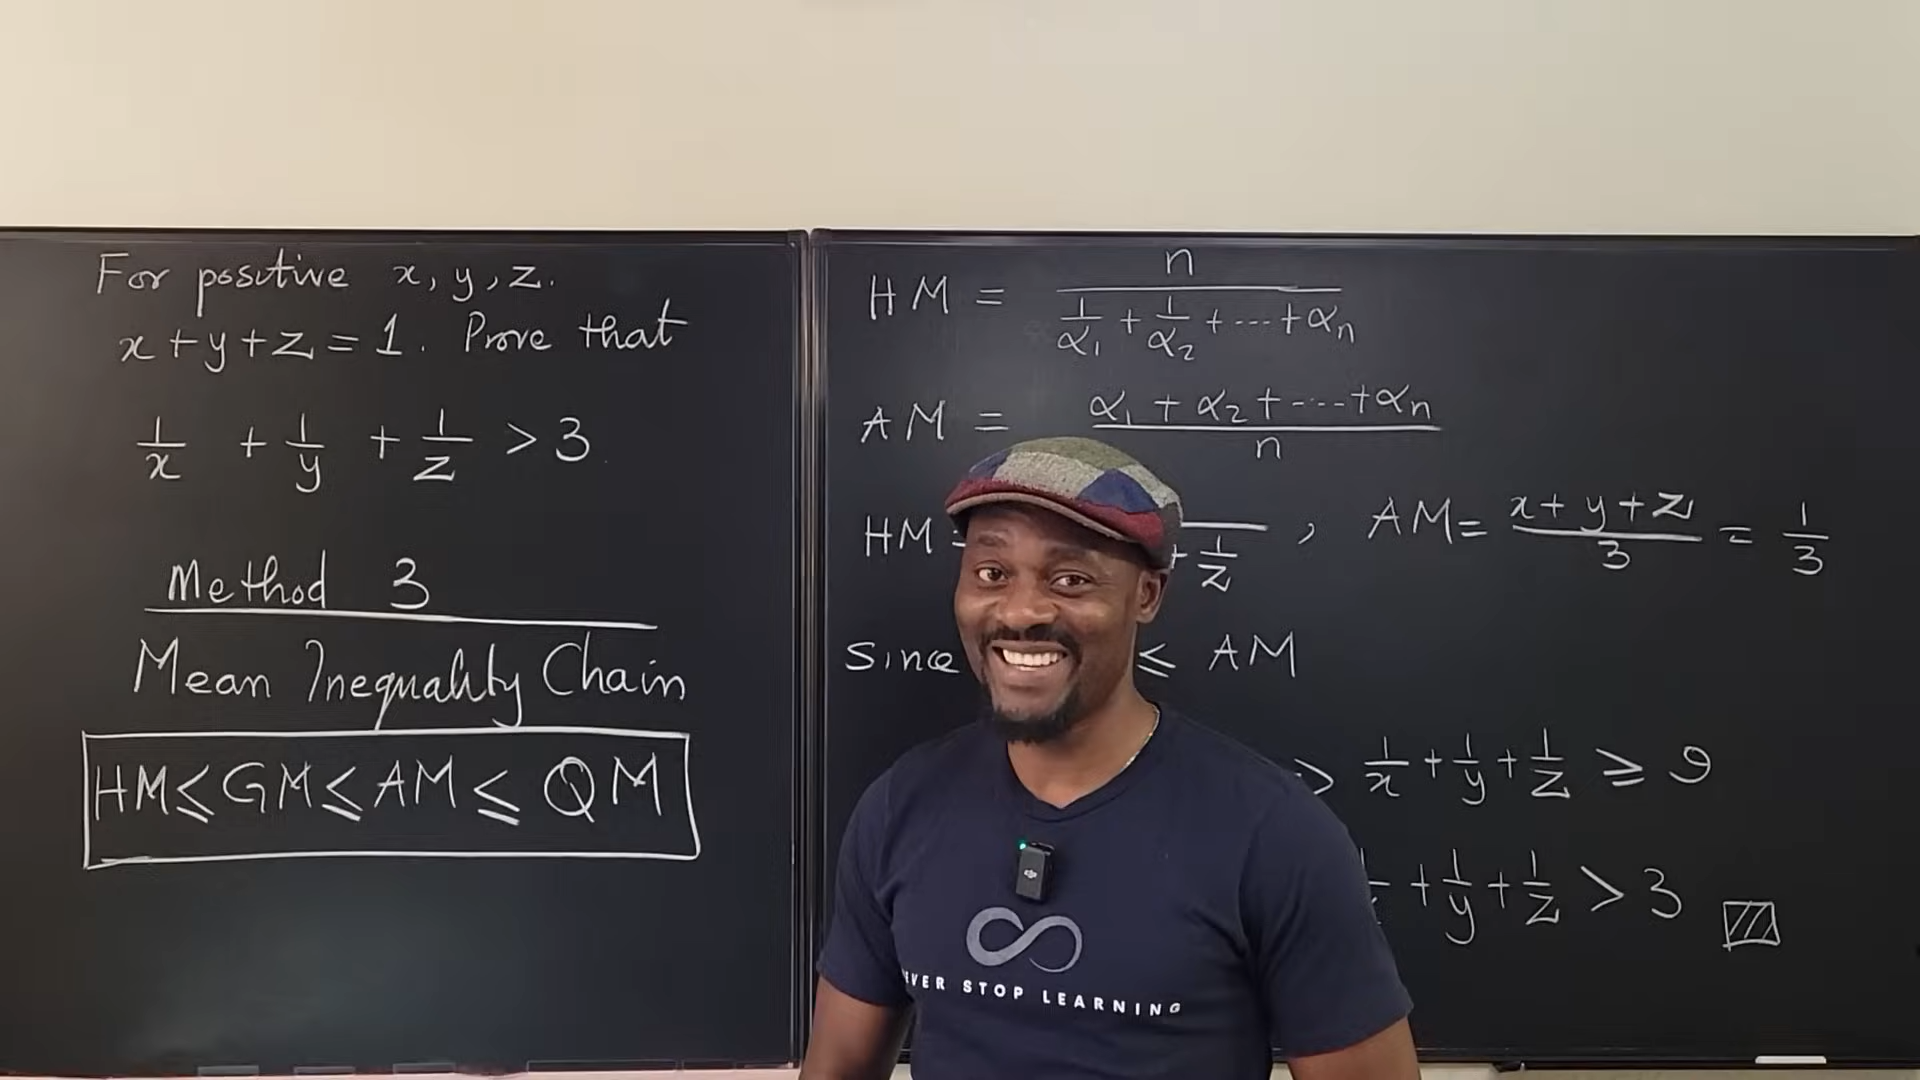 For positive x, y, z.
x + y + z = 1. Prove that
1/x + 1/y + 1/z > 3
Method 3
Mean Inequality Chain
HM ≤ GM ≤ AM ≤ QM
HM = n / (1/α₁ + 1/α₂ + ... + αₙ)
AM = (α₁ + α₂ + ---- + αₙ) / n
HM = + 1/z , AM = (x + y + z)/3 = 1/3
Since ≤ AM
1/x + 1/y + 1/z ≥ 9
+ 1/y + 1/z > 3
EVER STOP LEARNING